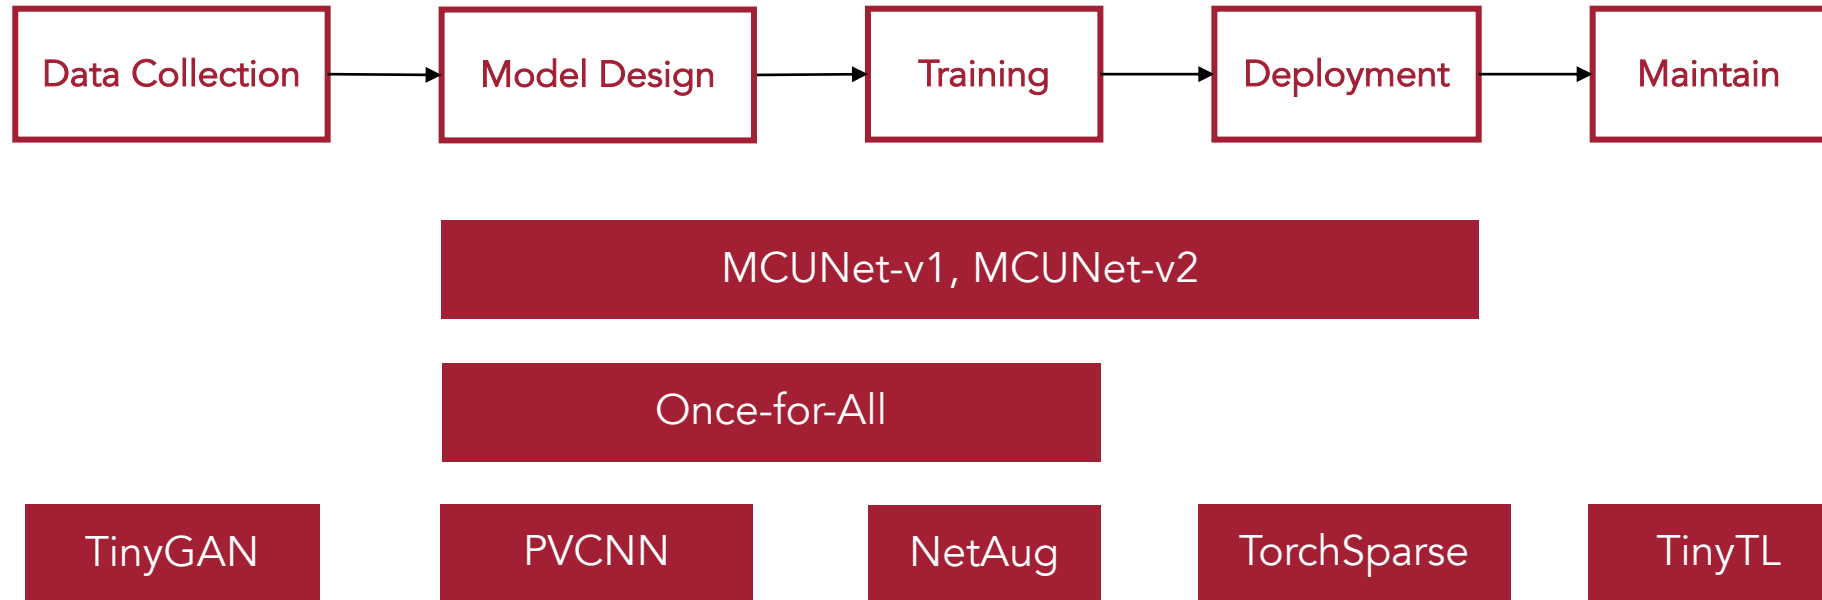 Data Collection
Model Design
Training
Deployment
Maintain
MCUNet-v1, MCUNet-v2
Once-for-All
TinyGAN
PVCNN
NetAug
TorchSparse
TinyTL